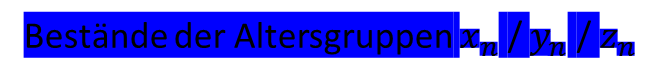 Bestände der Altersgruppen xₙ / yₙ / zₙ